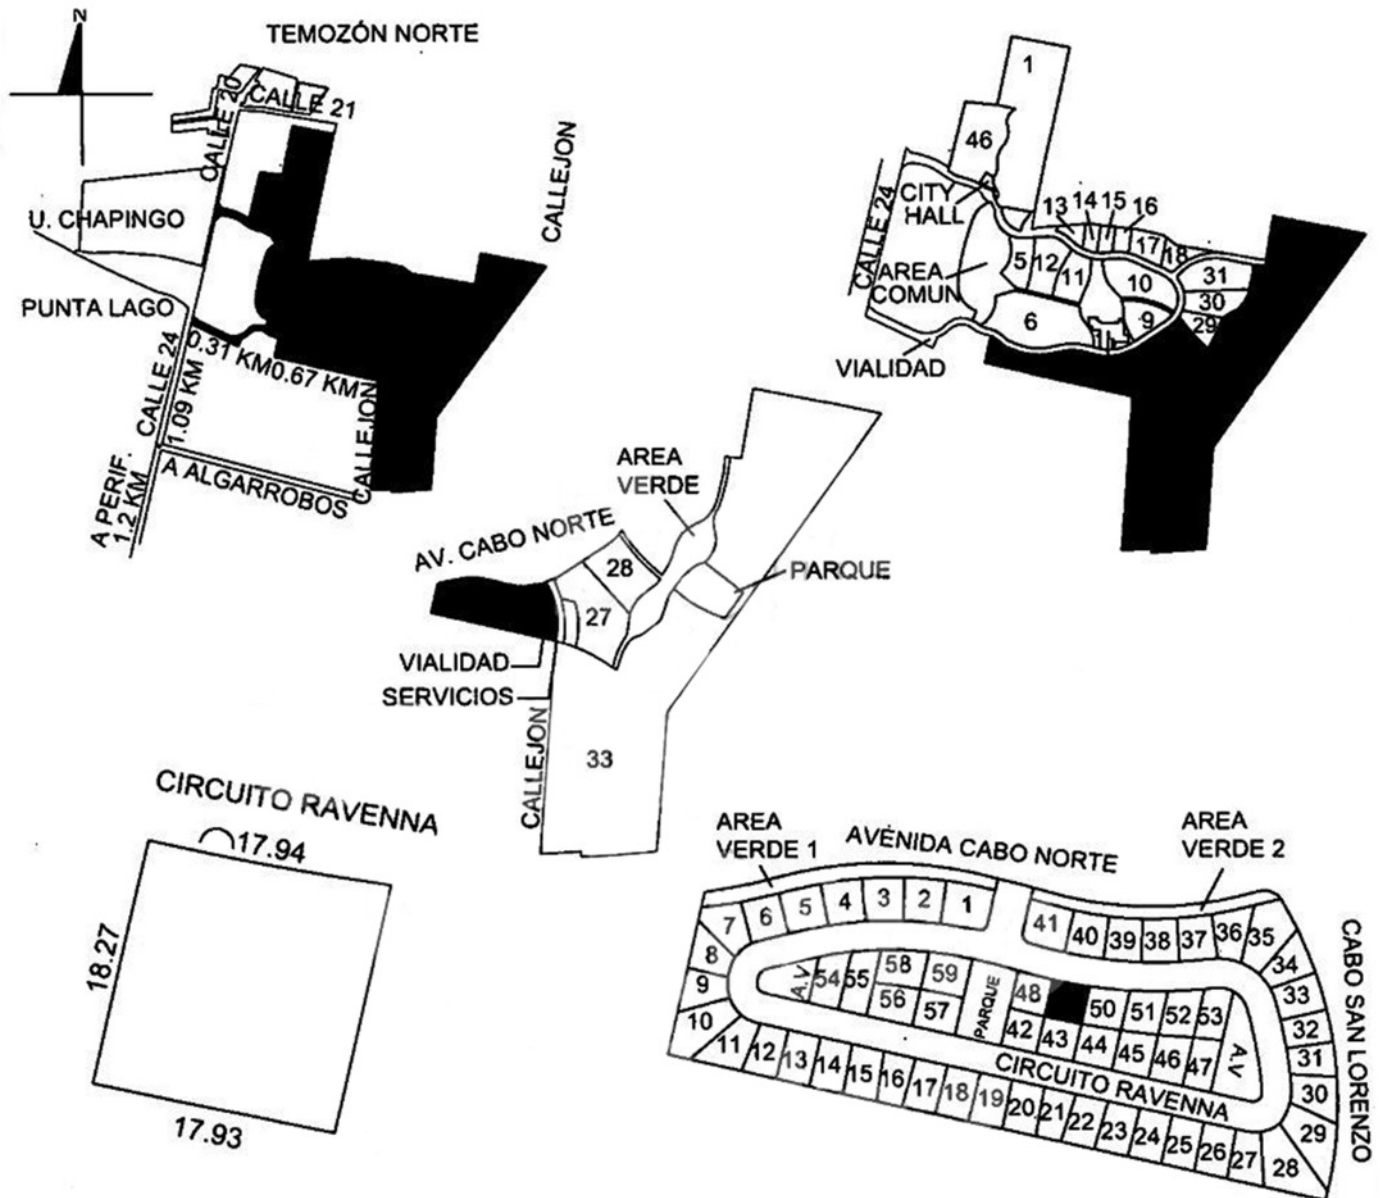 N
TEMOZÓN NORTE
CALLE 20
CALLE 21
CALLEJON
U. CHAPINGO
PUNTA LAGO
0.31 KM
0.67 KM
CALLE 24
1.09 KM
CALLEJON
A PERIF.
1.2 KM
A ALGARROBOS
1
46
CITY
HALL
CALLE 24
13
14
15
16
17
18
AREA
COMUN
5
12
11
10
31
30
29
6
9
VIALIDAD
AREA
VERDE
AV. CABO NORTE
28
27
PARQUE
VIALIDAD
SERVICIOS
CALLEJON
33
CIRCUITO RAVENNA
17.94
18.27
17.93
AREA
VERDE 1
AVENIDA CABO NORTE
AREA
VERDE 2
7
6
5
4
3
2
1
41
40
39
38
37
36
35
8
9
10
34
33
32
31
30
29
28
CABO SAN LORENZO
A.V
54
55
58
59
56
57
PARQUE
48
50
51
52
53
42
43
44
45
46
47
A.V
CIRCUITO RAVENNA
11
12
13
14
15
16
17
18
19
20
21
22
23
24
25
26
27